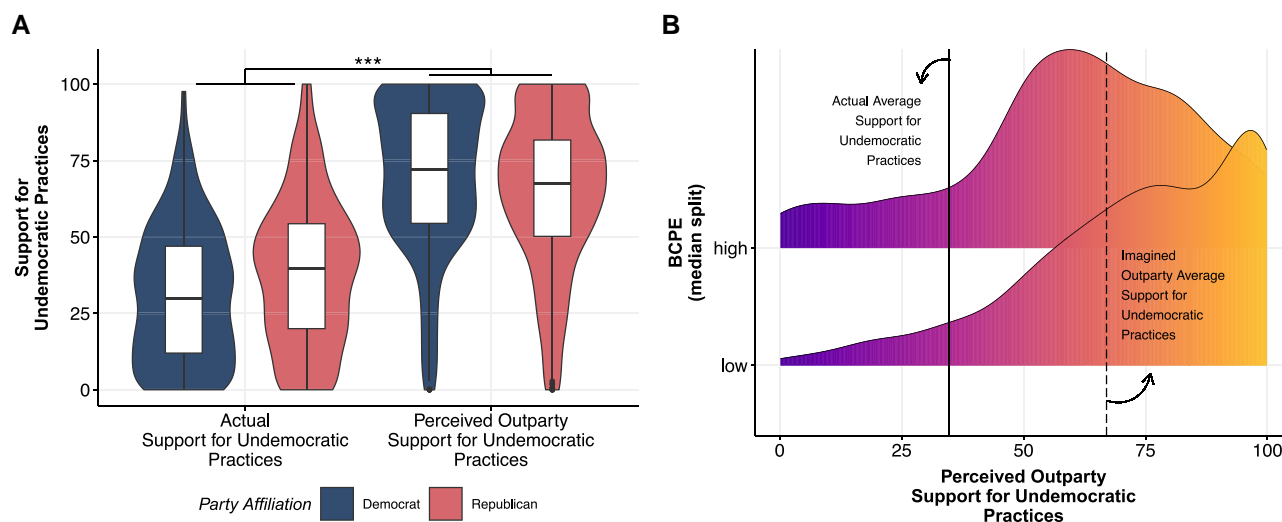 A
Support for
Undemocratic Practices
100
75
50
25
0
***
Actual
Support for Undemocratic
Practices
Perceived Outparty
Support for Undemocratic
Practices
Party Affiliation
Democrat
Republican
B
BCPE
(median split)
high
low
Actual Average
Support for
Undemocratic
Practices
Imagined
Outparty Average
Support for
Undemocratic
Practices
0
25
50
75
100
Perceived Outparty
Support for Undemocratic
Practices